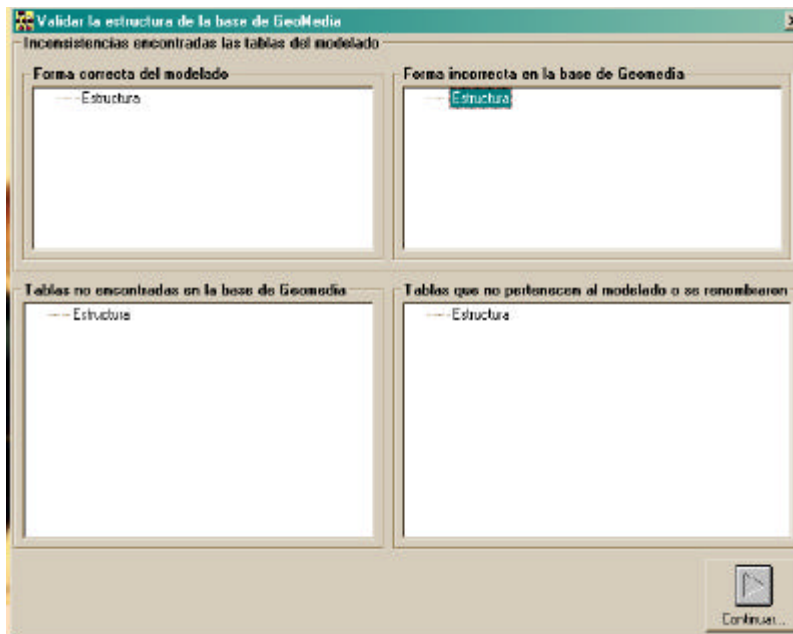 Validar la estructura de la base de GeoMedia
Inconsistencias encontradas las tablas del modelado
Forma correcta del modelado
Estructura
Forma incorrecta en la base de Geomedia
Estructura
Tablas no encontradas en la base de Geomedia
Estructura
Tablas que no pertenecen al modelado o se renombraron
Estructura
Continuar...